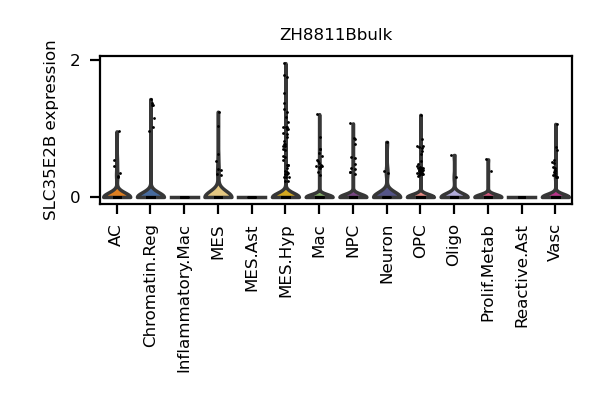 ZH8811Bbulk
SLC35E2B expression
2
0
AC
Chromatin.Reg
Inflammatory.Mac
MES
MES.Ast
MES.Hyp
Mac
NPC
Neuron
OPC
Oligo
Prolif.Metab
Reactive.Ast
Vasc